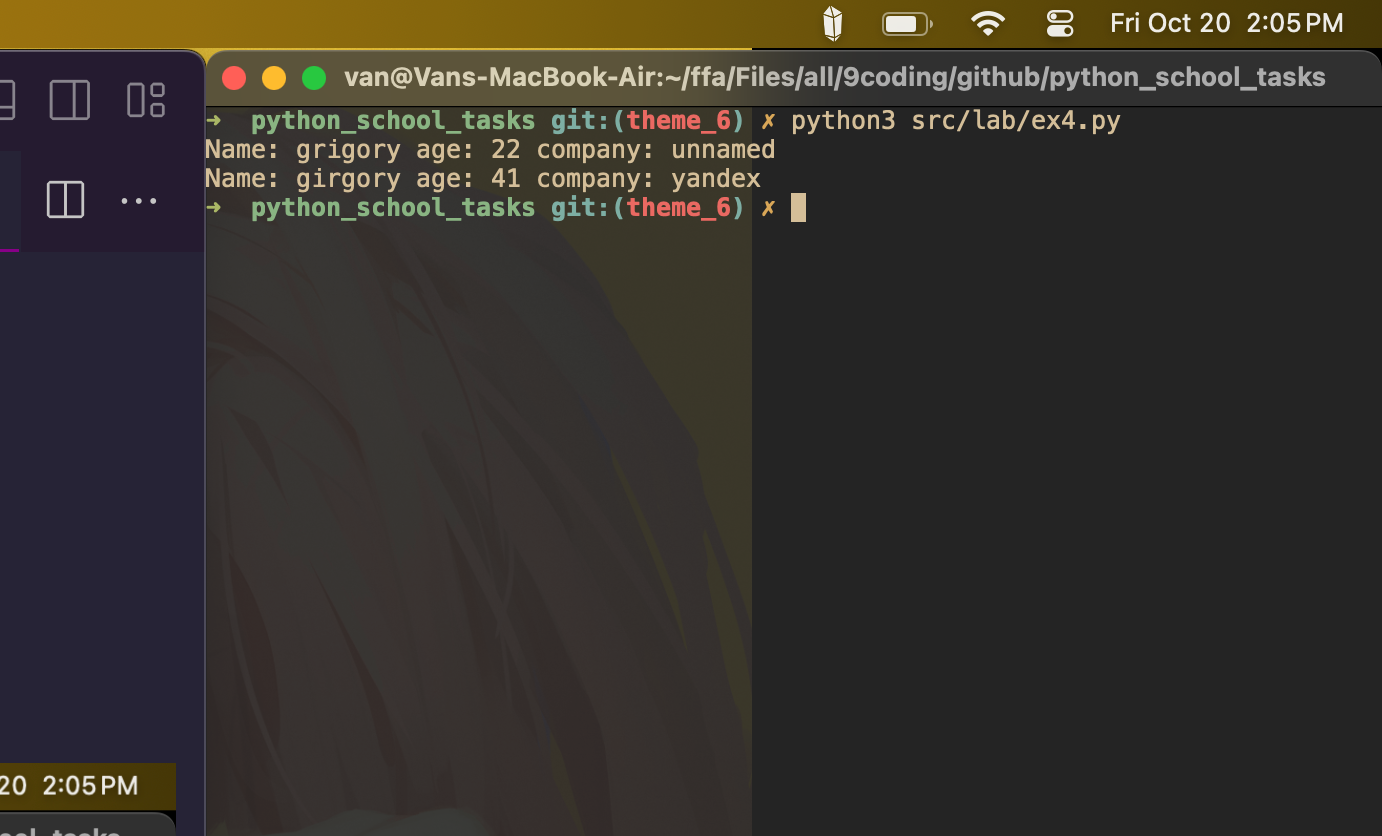 Fri Oct 20 2:05 PM
van@Vans-MacBook-Air:~/ffa/Files/all/9coding/github/python_school_tasks
➜ python_school_tasks git:(theme_6) ✗ python3 src/lab/ex4.py
Name: grigory age: 22 company: unnamed
Name: girgory age: 41 company: yandex
➜ python_school_tasks git:(theme_6) ✗
20 2:05 PM